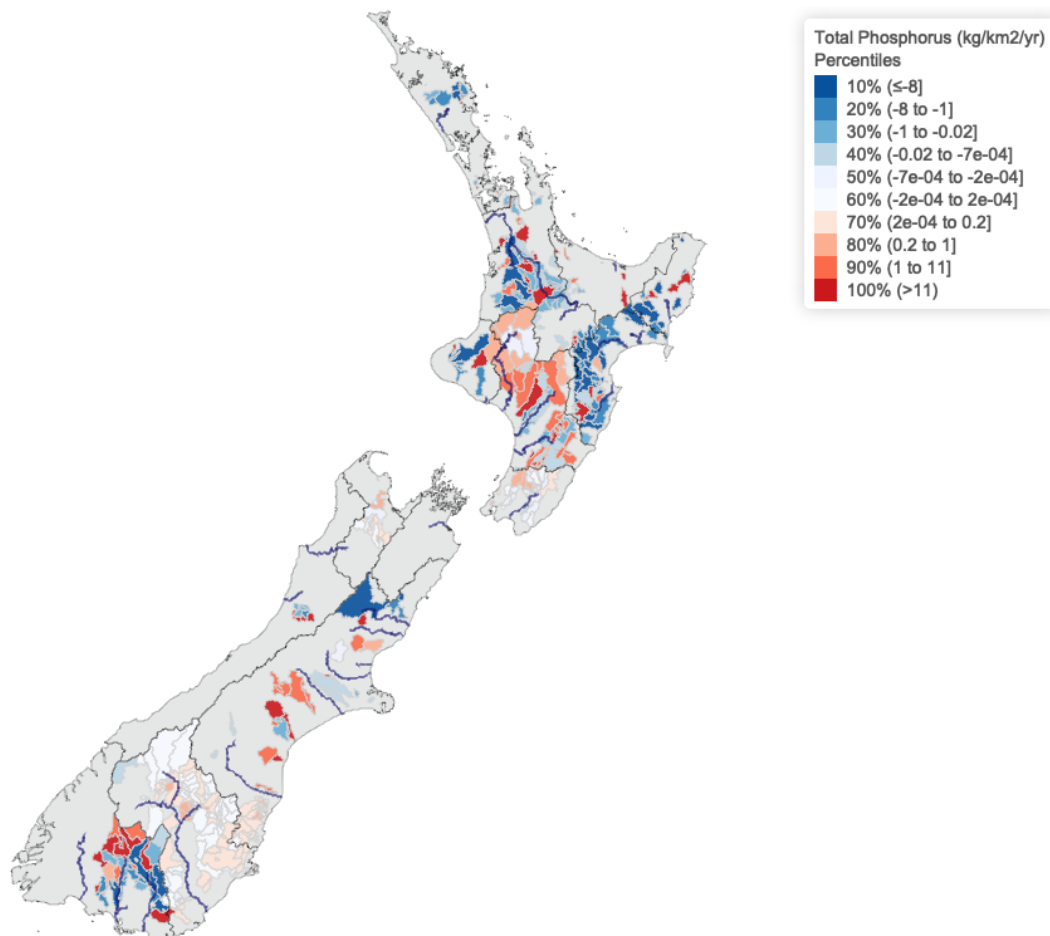 Total Phosphorus (kg/km2/yr)
Percentiles
10% (≤-8]
20% (-8 to -1]
30% (-1 to -0.02]
40% (-0.02 to -7e-04]
50% (-7e-04 to -2e-04]
60% (-2e-04 to 2e-04]
70% (2e-04 to 0.2]
80% (0.2 to 1]
90% (1 to 11]
100% (>11)